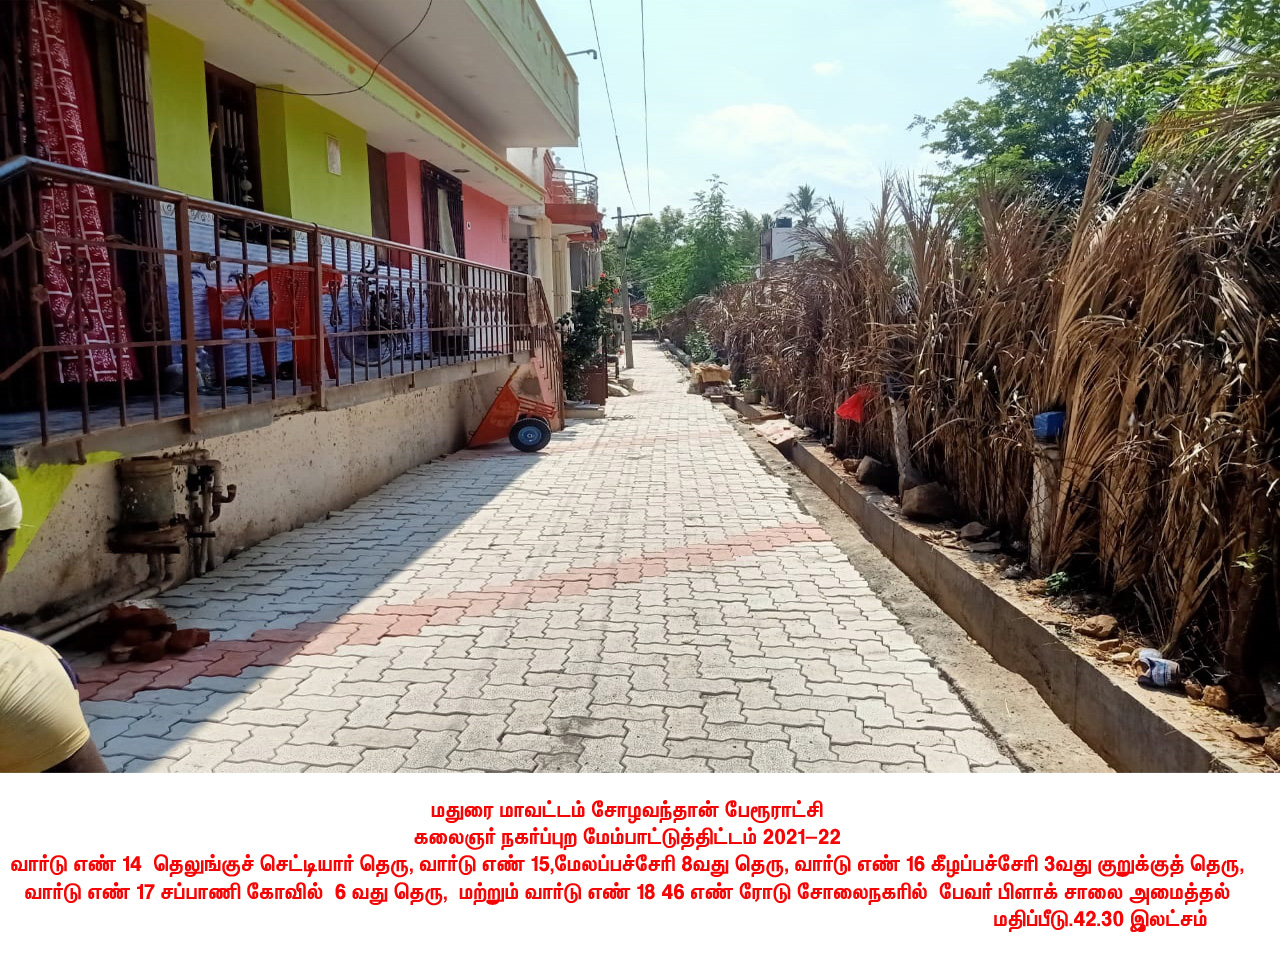 மதுரை மாவட்டம் சோழவந்தான் பேரூராட்சி
கலைஞர் நகர்ப்புற மேம்பாட்டுத்திட்டம் 2021–22
வார்டு எண் 14 தெலுங்குச் செட்டியார் தெரு, வார்டு எண் 15,மேலப்பச்சேரி 8வது தெரு, வார்டு எண் 16 கீழப்பச்சேரி 3வது குறுக்குத் தெரு,
வார்டு எண் 17 சப்பாணி கோவில் 6 வது தெரு, மற்றும் வார்டு எண் 18 46 எண் ரோடு சோலைநகரில் பேவர் பிளாக் சாலை அமைத்தல்
மதிப்பீடு.42.30 இலட்சம்